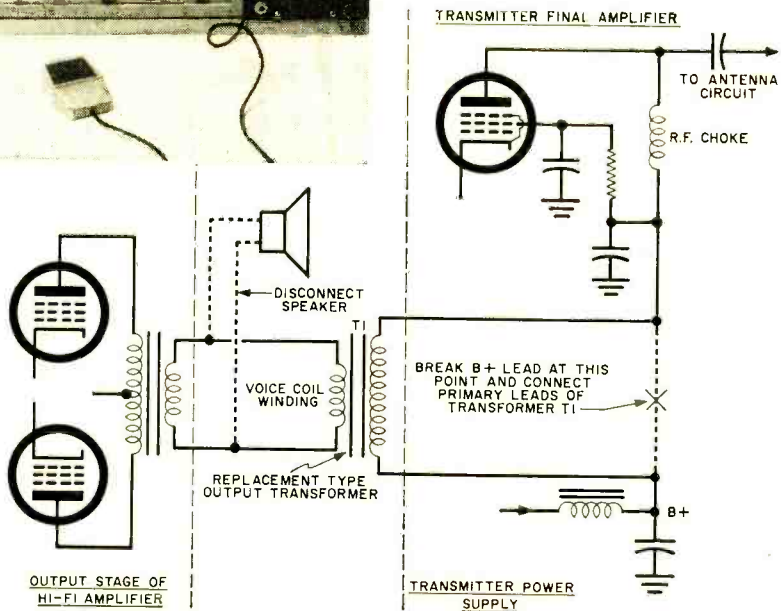 TRANSMITTER FINAL AMPLIFIER
TO ANTENNA
CIRCUIT
R.F. CHOKE
DISCONNECT
SPEAKER
T1
VOICE COIL
WINDING
BREAK B+ LEAD AT THIS
POINT AND CONNECT
PRIMARY LEADS OF
TRANSFORMER T1
REPLACEMENT TYPE
OUTPUT TRANSFORMER
B+
OUTPUT STAGE OF
HI-FI AMPLIFIER
TRANSMITTER POWER
SUPPLY